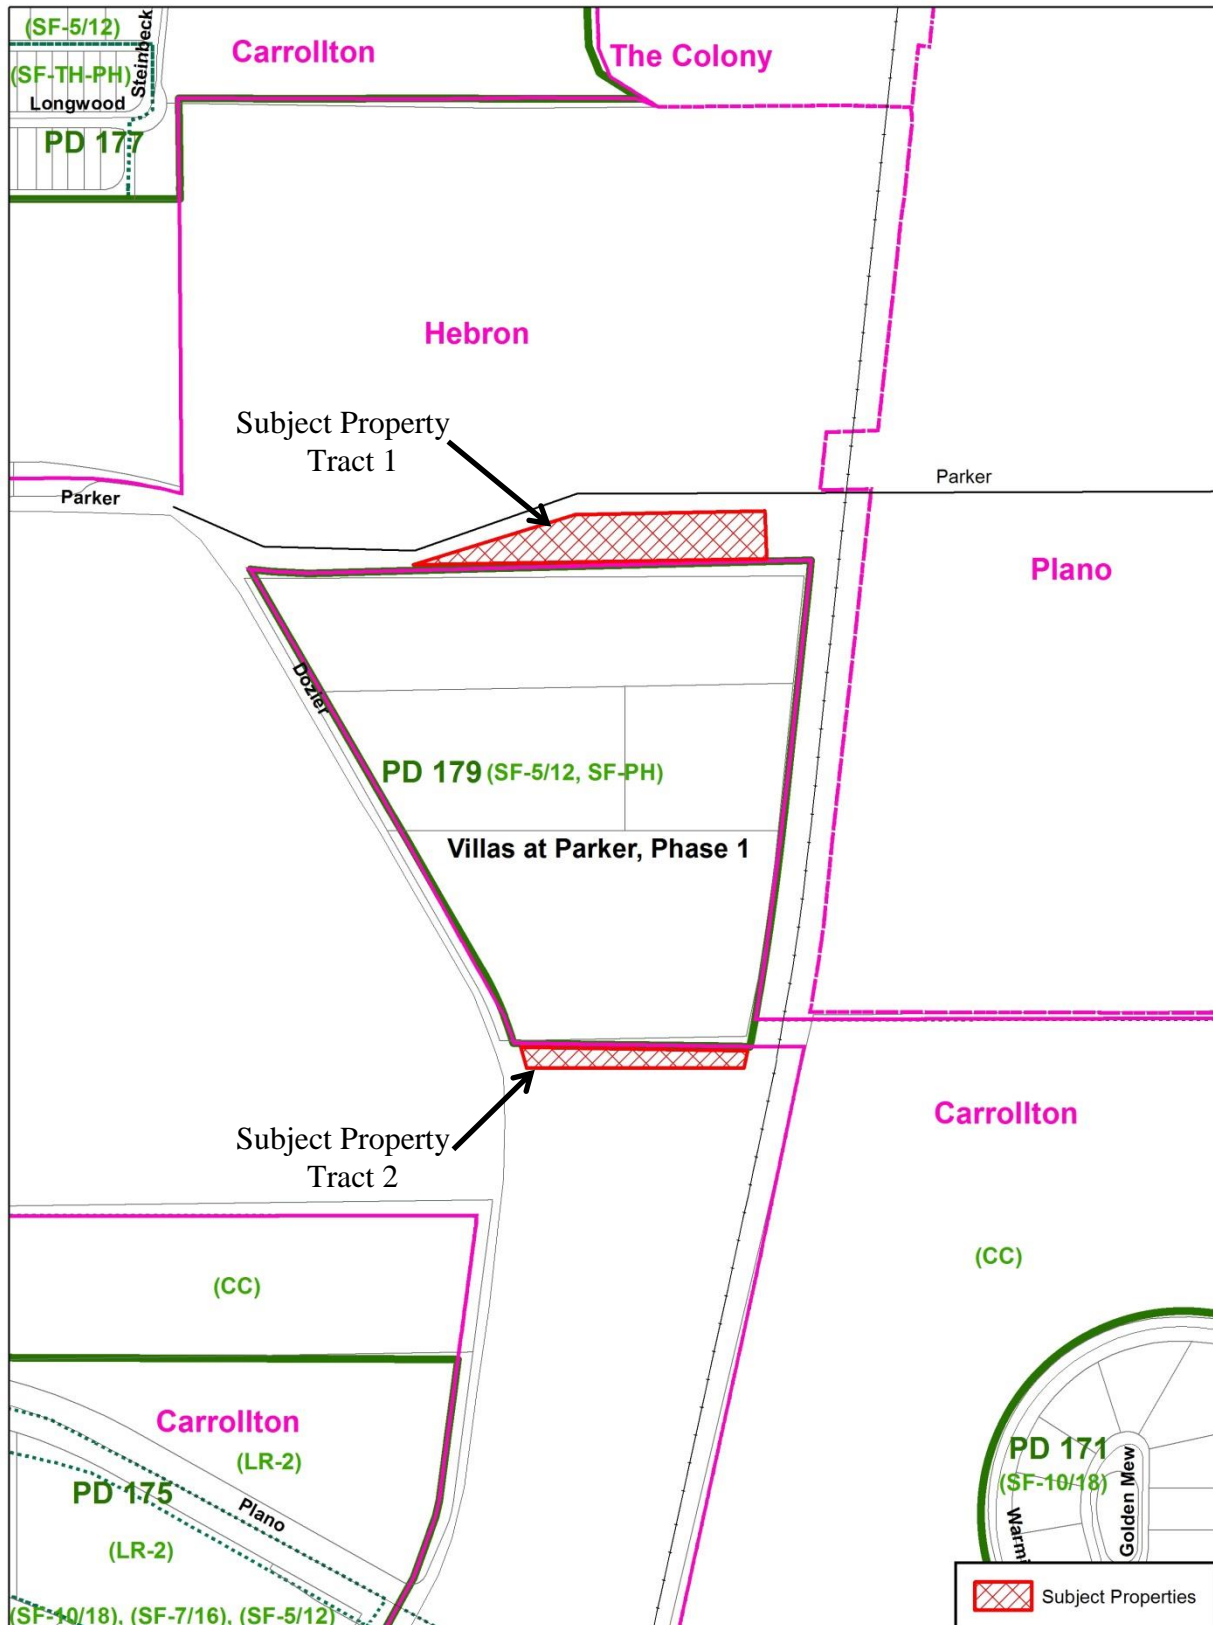 (SF-5/12)
Steinbeck
Carrollton
The Colony
(SF-TH-PH)
Longwood
PD 177
Hebron
Subject Property
Tract 1
Parker
Parker
Plano
Dozier
PD 179 (SF-5/12, SF-PH)
Villas at Parker, Phase 1
Subject Property
Tract 2
Carrollton
(CC)
(CC)
Carrollton
(LR-2)
PD 175
Plano
(LR-2)
(SF-10/18), (SF-7/16), (SF-5/12)
PD 171
(SF-10/18)
Golden Mew
Warmi
Subject Properties